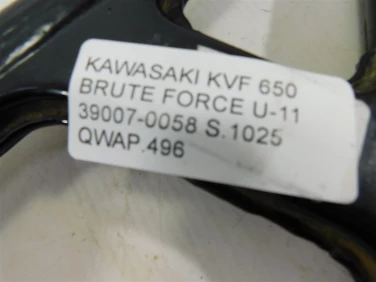 KAWASAKI KVF 650
BRUTE FORCE U-11
39007-0058 S.1025
QWAP.496